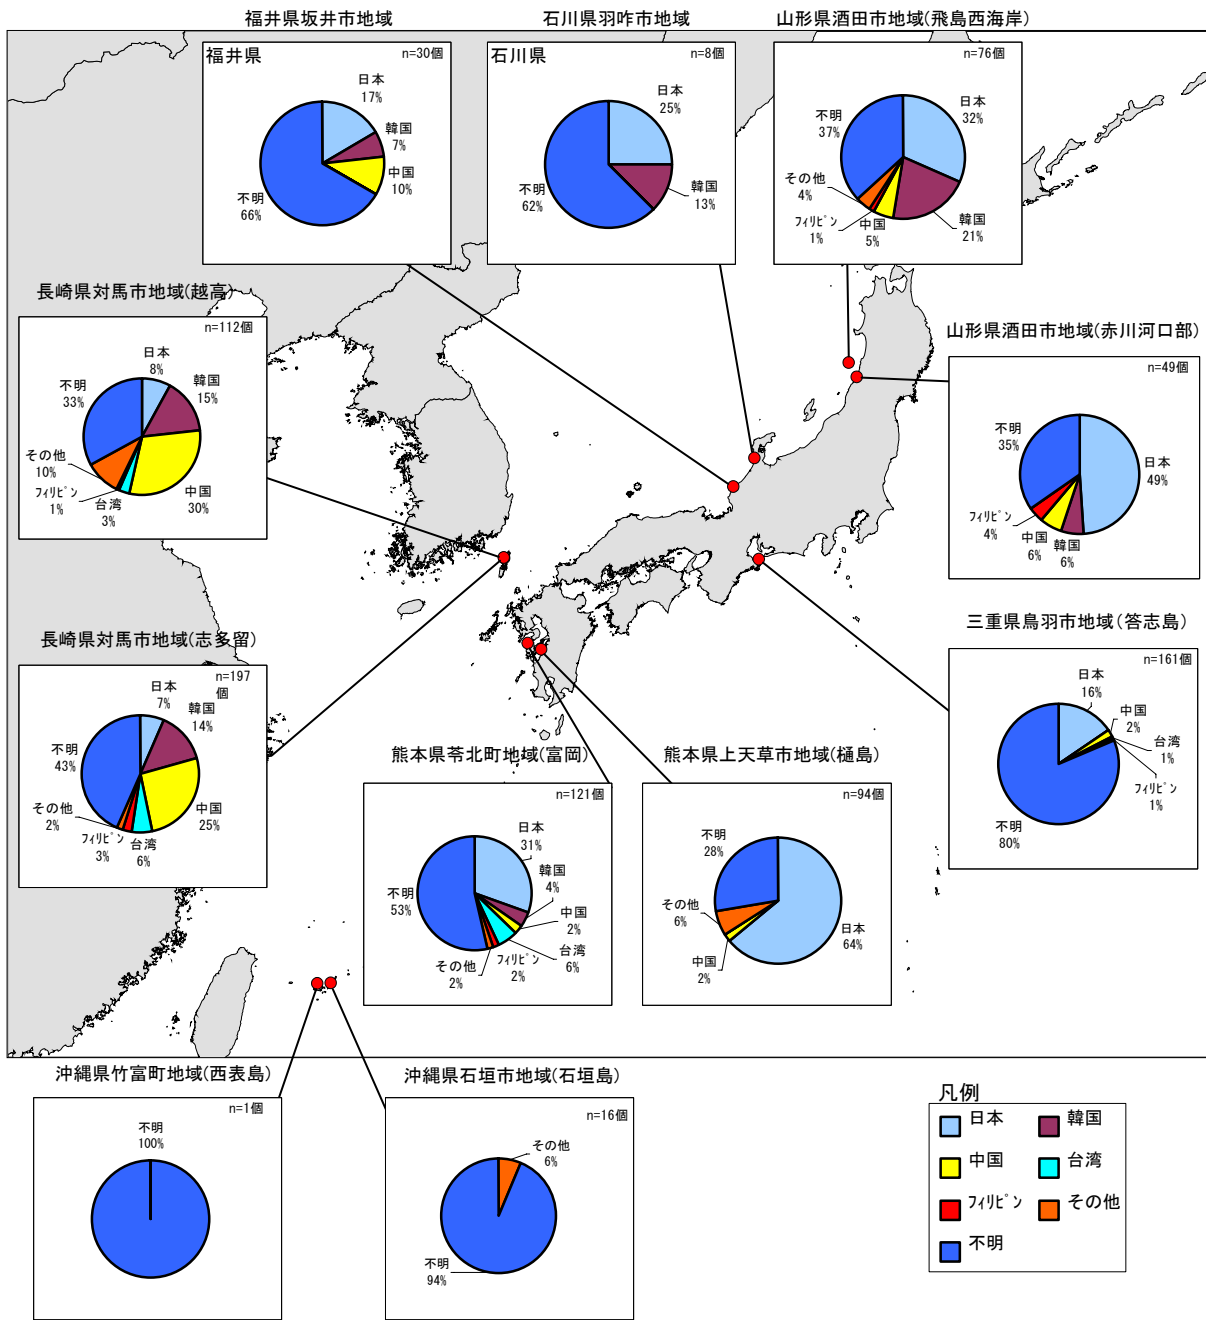 福井県坂井市地域
石川県羽咋市地域
山形県酒田市地域(飛島西海岸)
福井県
n=30個
日本
17%
韓国
7%
中国
10%
不明
66%
石川県
n=8個
日本
25%
韓国
13%
不明
62%
n=76個
日本
32%
不明
37%
その他
4%
フィリピン
1%
中国
5%
韓国
21%
長崎県対馬市地域(越高)
n=112個
日本
8%
韓国
15%
不明
33%
その他
10%
フィリピン
1%
台湾
3%
中国
30%
山形県酒田市地域(赤川河口部)
n=49個
不明
35%
日本
49%
フィリピン
4%
中国
6%
韓国
6%
長崎県対馬市地域(志多留)
n=197
個
日本
7%
韓国
14%
不明
43%
中国
25%
その他
2%
フィリピン
3%
台湾
6%
三重県鳥羽市地域(答志島)
n=161個
日本
16%
中国
2%
台湾
1%
フィリピン
1%
不明
80%
熊本県苓北町地域(富岡)
n=121個
日本
31%
韓国
4%
不明
53%
中国
2%
台湾
6%
その他
2%
フィリピン
2%
熊本県上天草市地域(樋島)
n=94個
不明
28%
その他
6%
中国
2%
日本
64%
沖縄県竹富町地域(西表島)
n=1個
不明
100%
沖縄県石垣市地域(石垣島)
n=16個
その他
6%
不明
94%
凡例
日本
韓国
中国
台湾
フィリピン
その他
不明